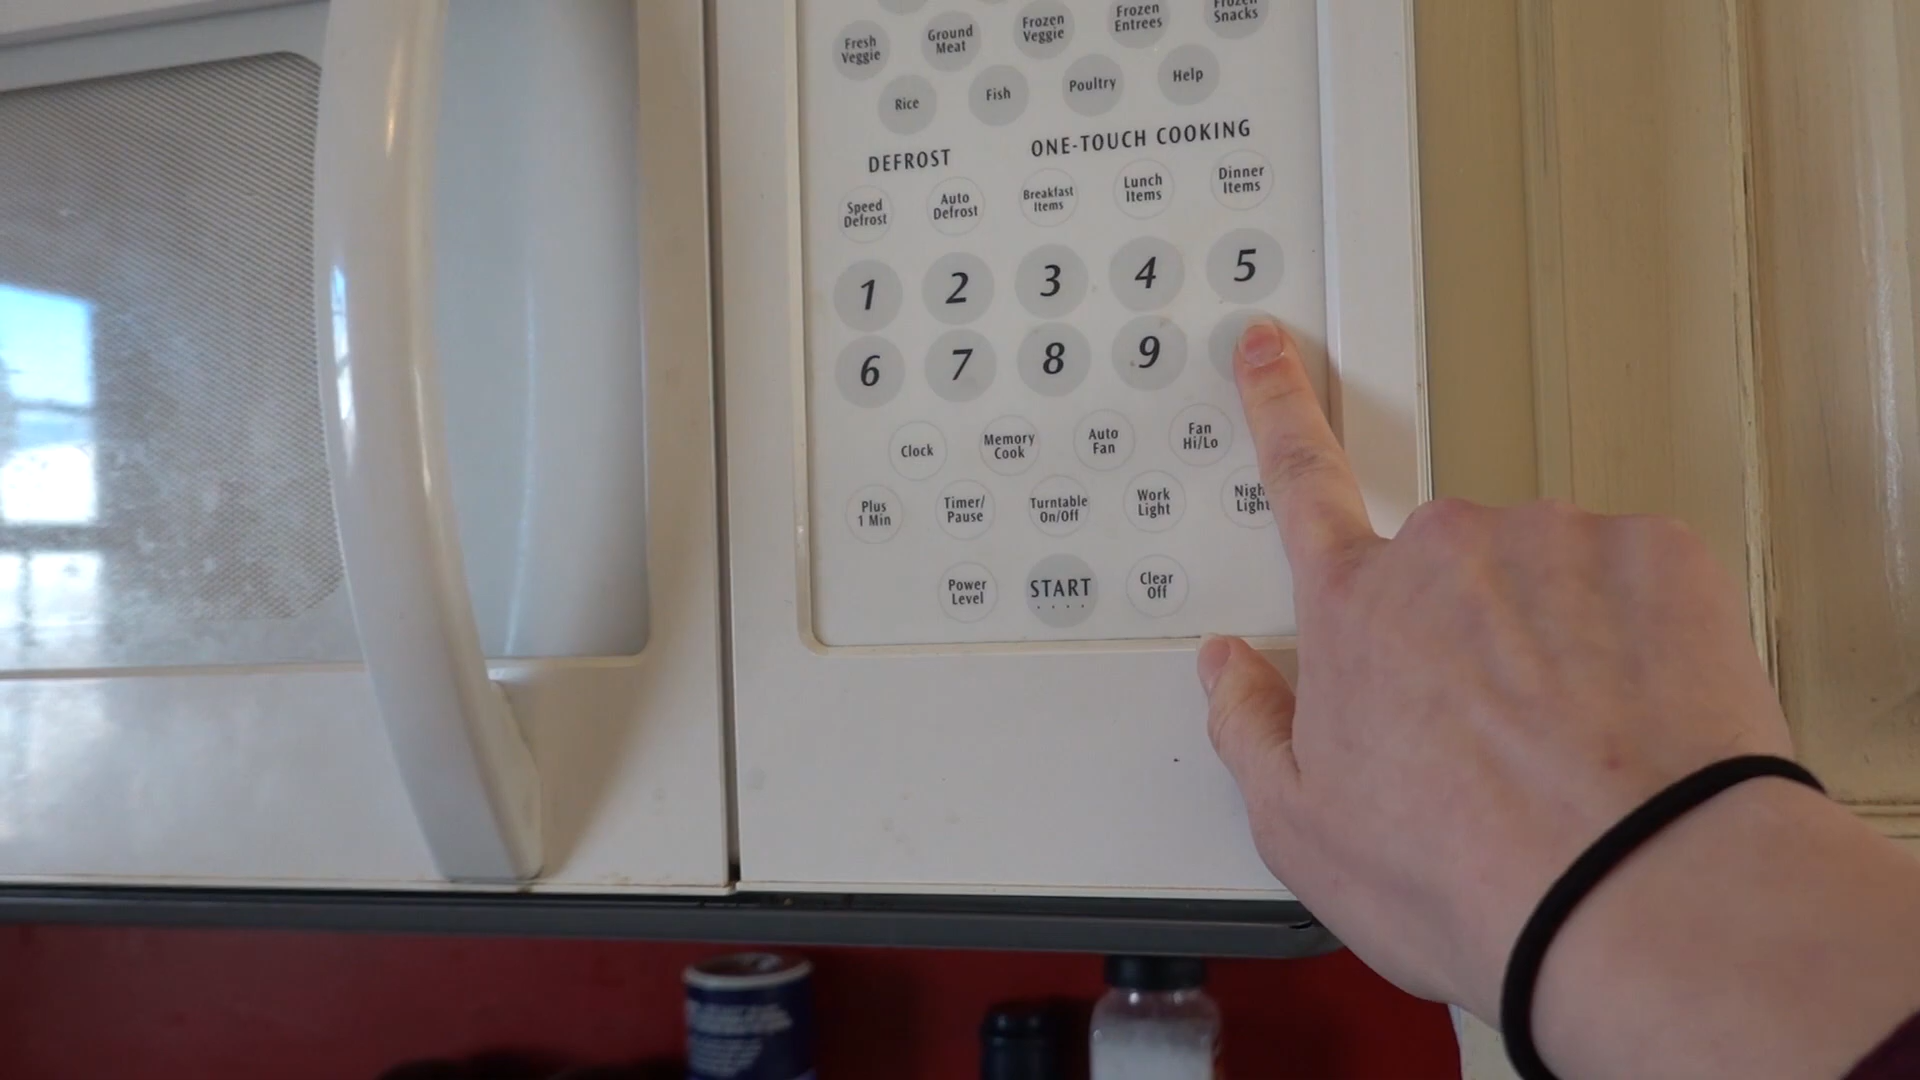 Fresh Veggie
Ground Meat
Frozen Veggie
Frozen Entrees
Frozen Snacks
Rice
Fish
Poultry
Help
DEFROST
ONE-TOUCH COOKING
Speed Defrost
Auto Defrost
Breakfast Items
Lunch Items
Dinner Items
1 2 3 4 5
6 7 8 9
Clock
Memory Cook
Auto Fan
Fan Hi/Lo
Plus 1 Min
Timer/ Pause
Turntable On/Off
Work Light
Night Light
Power Level
START
Clear Off